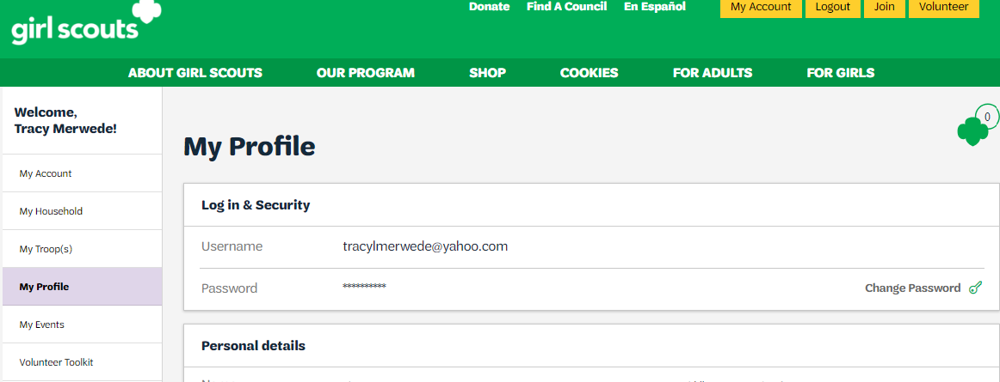 Donate Find A Council En Español My Account Logout Join Volunteer
girl scouts
ABOUT GIRL SCOUTS OUR PROGRAM SHOP COOKIES FOR ADULTS FOR GIRLS
Welcome,
Tracy Merwede!
My Account
My Household
My Troop(s)
My Profile
My Events
Volunteer Toolkit
0
My Profile
Log in & Security
Username tracylmerwede@yahoo.com
Password ********** Change Password
Personal details